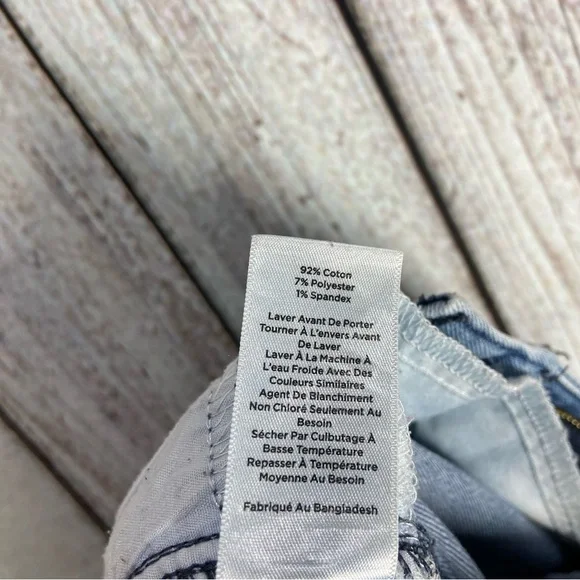 92% Coton
7% Polyester
1% Spandex
Laver Avant De Porter
Tourner À L'envers Avant
De Laver
Laver À La Machine À
L'eau Froide Avec Des
Couleurs Similaires
Agent De Blanchiment
Non Chloré Seulement Au
Besoin
Sécher Par Culbutage À
Basse Température
Repasser À Température
Moyenne Au Besoin
Fabriqué Au Bangladesh